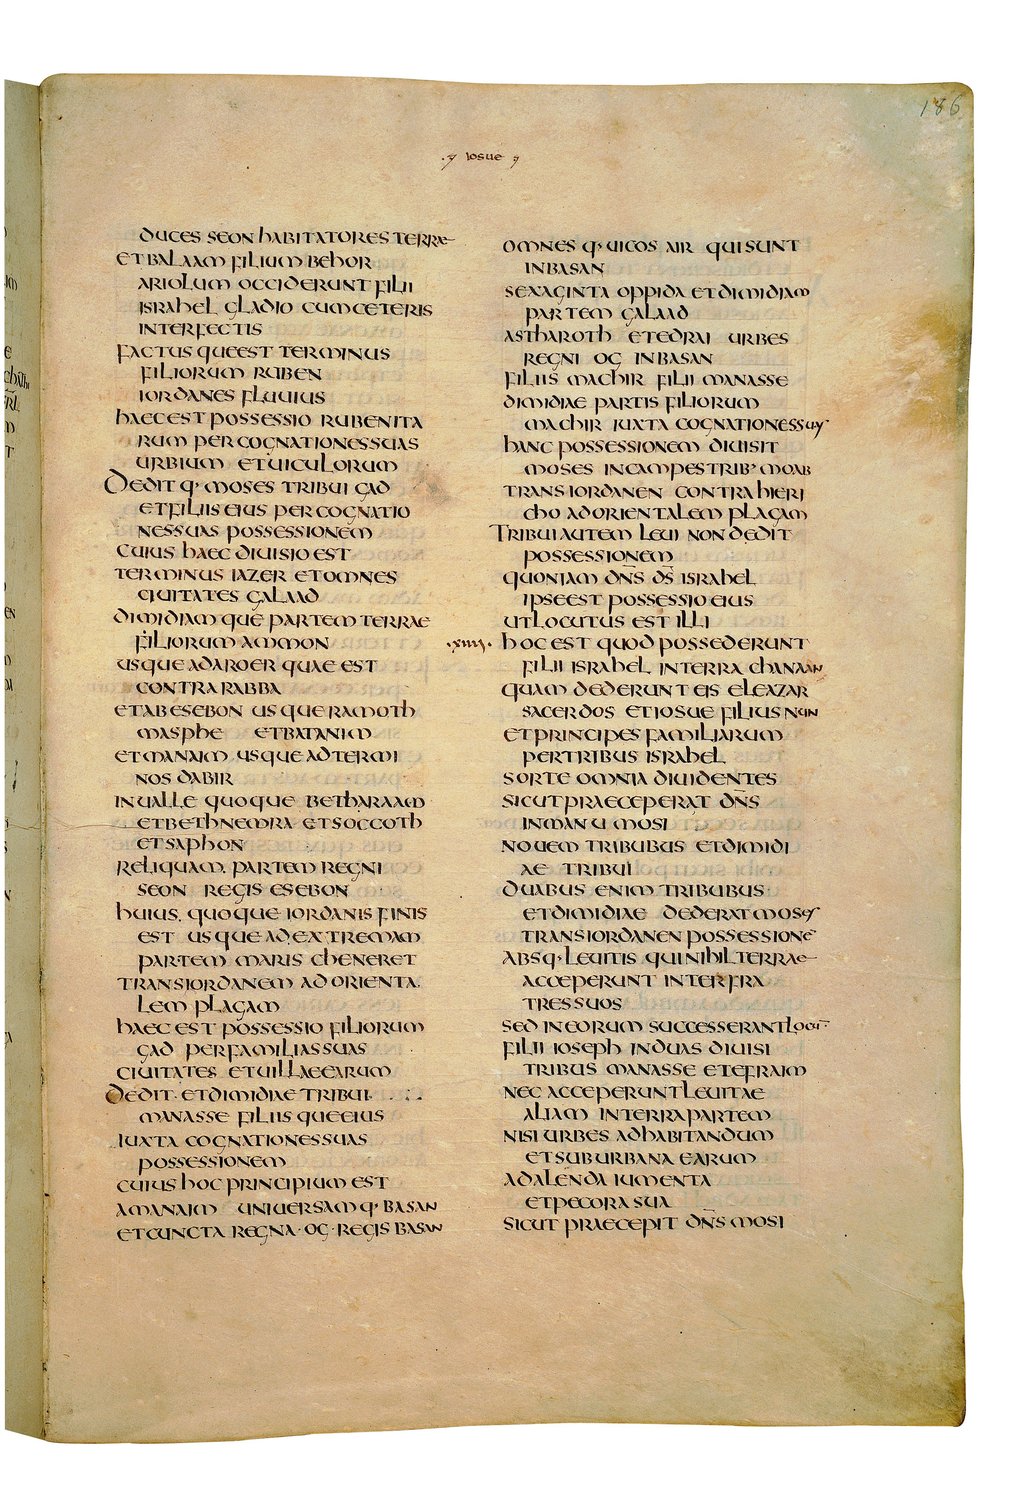 186
Iosue
duces seon habitatores terrae
et balaam filium behor
ariolum occiderunt filii
israhel gladio cum ceteris
interfectis
factus que est terminus
filiorum ruben
iordanes fluuius
haec est possessio rubenita
rum per cognationes suas
urbium et uiculorum
Dedit q· moses tribui gad
et filiis eius per cognatio
nes suas possessionem
cuius haec diuisio est
terminus iazer et omnes
ciuitates galaad
dimidiam que partem terrae
filiorum ammon
usque ad aroer quae est
contra rabba
et ab esebon usque ramoth
masphe et batanim
et manaim usque ad termi
nos dabir
in ualle quoque betharaam
et bethnemra et soccoth
et saphon
reliquam partem regni
seon regis esebon
huius quoque iordanis finis
est usque ad extremam
partem maris cheneret
trans iordanem ad orienta
lem plagam
haec est possessio filiorum
gad per familias suas
ciuitates et uillae earum
Dedit et dimidiae tribui
manasse filiis que eius
iuxta cognationes suas
possessionem
cuius hoc principium est
a manaim uniuersam q· basan
et cuncta regna · og · regis basan
omnes q· uicos air qui sunt
in basan
sexaginta oppida et dimidiam
partem galaad
astharoth et edrai urbes
regni og in basan
filiis machir filii manasse
dimidiae partis filiorum
machir iuxta cognationes suas
hanc possessionem diuisit
moses in campestrib· moab
trans iordanen contra hieri
cho ad orientalem plagam
Tribui autem leui non dedit
possessionem
quoniam dn̅s ds̅ israhel
ipse est possessio eius
ut locutus est illi
·xiiii· hoc est quod possederunt
filii israhel in terra chanaan
quam dederunt eis eleazar
sacerdos et iosue filius nun
et principes familiarum
per tribus israhel
sorte omnia diuidentes
sicut praeceperat dn̅s
in manu mosi
nouem tribubus et dimidi
ae tribui
duabus enim tribubus
et dimidiae dederat moses
trans iordanen possessione
absq· leuitis qui nihil terrae
acceperunt inter fra
tres suos
sed in eorum successerant locū
filii ioseph in duas diuisi
tribus manasse et efraim
nec acceperunt leuitae
aliam in terra partem
nisi urbes ad habitandum
et suburbana earum
ad alenda iumenta
et pecora sua
sicut praecepit dn̅s mosi